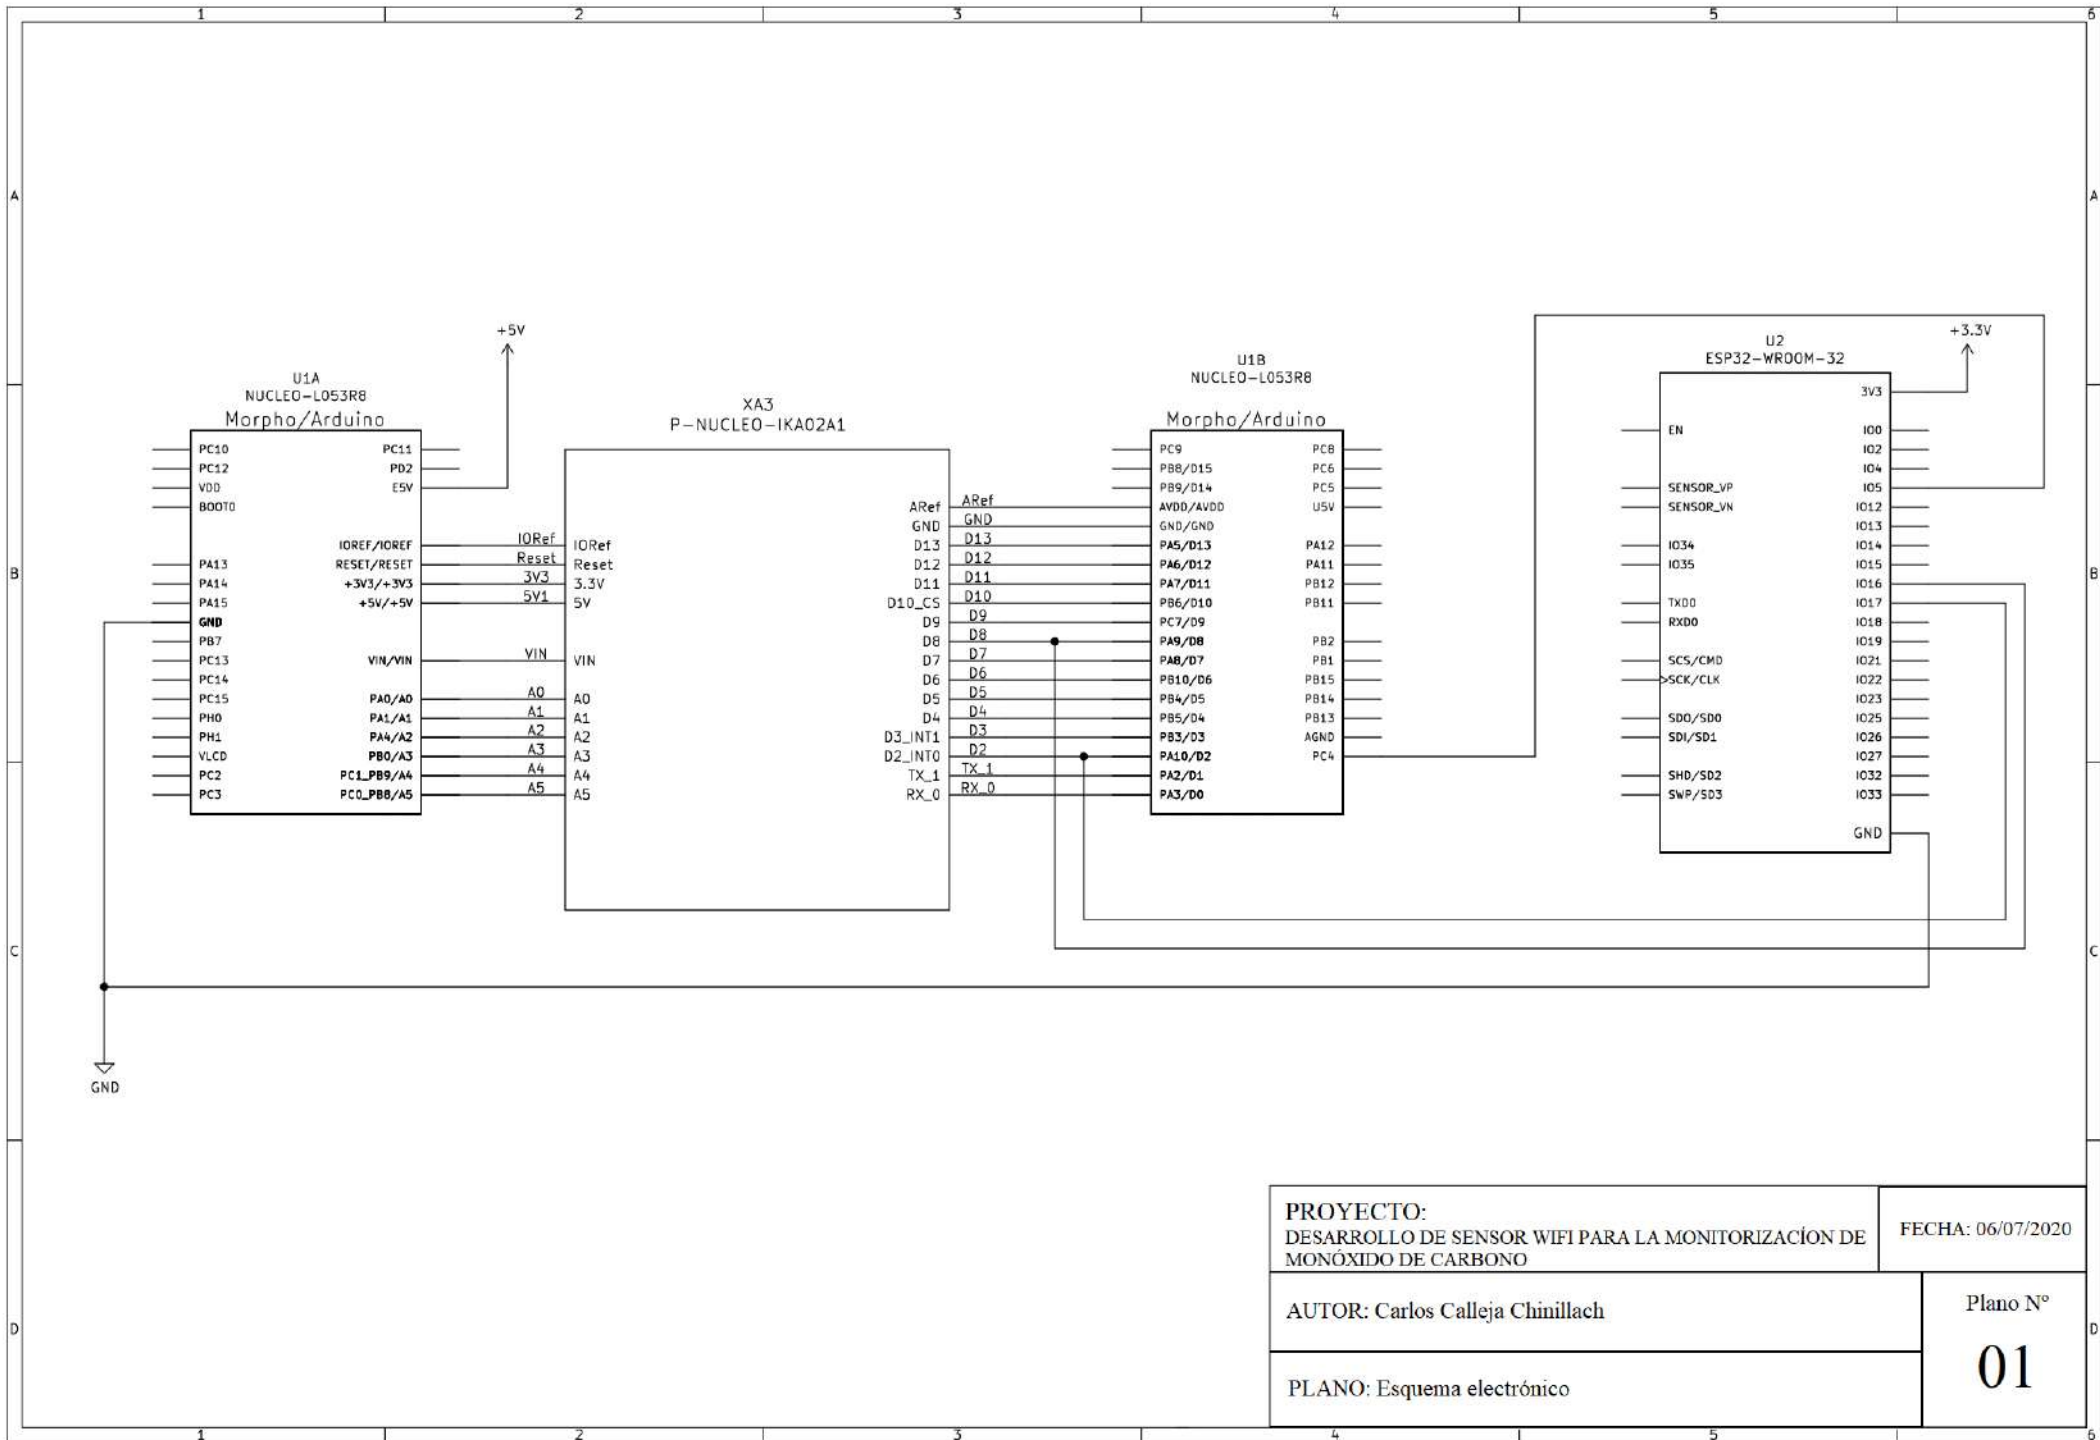 1 2 3 4 5 6
A A
B B
C C
D D
+5V
U1A
NUCLEO-L053R8
Morpho/Arduino
PC10 PC11
PC12 PD2
VDD E5V
BOOT0
IOREF/IOREF
PA13 RESET/RESET
PA14 +3V3/+3V3
PA15 +5V/+5V
GND
PB7
PC13 VIN/VIN
PC14
PC15 PA0/A0
PH0 PA1/A1
PH1 PA4/A2
VLCD PB0/A3
PC2 PC1_PB9/A4
PC3 PC0_PB8/A5
GND
IORef
Reset
3V3
5V1
VIN
A0
A1
A2
A3
A4
A5
XA3
P-NUCLEO-IKA02A1
IORef
Reset
3.3V
5V
VIN
A0
A1
A2
A3
A4
A5
ARef
GND
D13
D12
D11
D10_CS
D9
D8
D7
D6
D5
D4
D3_INT1
D2_INT0
TX_1
RX_0
ARef
GND
D13
D12
D11
D10
D9
D8
D7
D6
D5
D4
D3
D2
TX_1
RX_0
U1B
NUCLEO-L053R8
Morpho/Arduino
PC9 PC8
PB8/D15 PC6
PB9/D14 PC5
AVDD/AVDD U5V
GND/GND
PA5/D13 PA12
PA6/D12 PA11
PA7/D11 PB12
PB6/D10 PB11
PC7/D9
PA9/D8 PB2
PA8/D7 PB1
PB10/D6 PB15
PB4/D5 PB14
PB5/D4 PB13
PB3/D3 AGND
PA10/D2 PC4
PA2/D1
PA3/D0
U2
ESP32-WROOM-32
+3.3V
3V3
EN IO0
IO2
IO4
SENSOR_VP IO5
SENSOR_VN IO12
IO13
IO34 IO14
IO35 IO15
IO16
TXD0 IO17
RXD0 IO18
IO19
SCS/CMD IO21
SCK/CLK IO22
IO23
SDO/SD0 IO25
SDI/SD1 IO26
IO27
SHD/SD2 IO32
SWP/SD3 IO33
GND
PROYECTO:
DESARROLLO DE SENSOR WIFI PARA LA MONITORIZACÍON DE
MONÓXIDO DE CARBONO
FECHA: 06/07/2020
AUTOR: Carlos Calleja Chinillach
Plano Nº
01
PLANO: Esquema electrónico
1 2 3 4 5 6